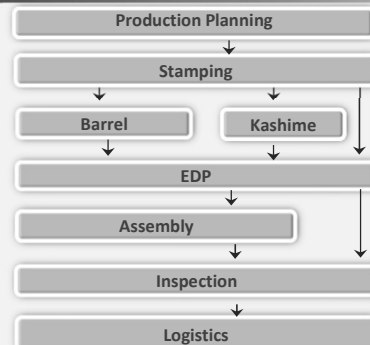 Production Planning
Stamping
Barrel
Kashime
EDP
Assembly
Inspection
Logistics